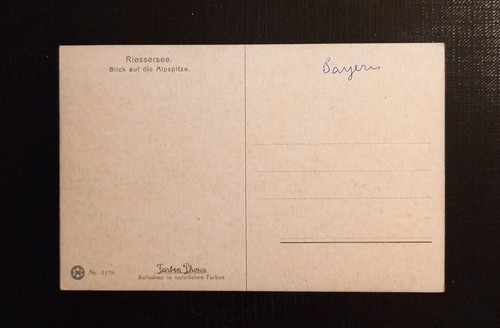 Riessersee.
Blick auf die Alpspitze.
Bayern
Nr. 5179.
Farben Photo
Aufnahme in natürlichen Farben